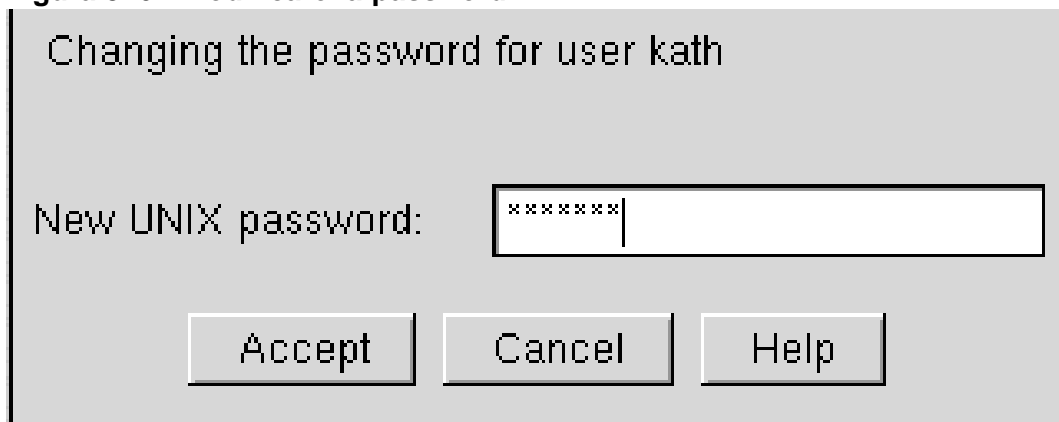 Changing the password for user kath
New UNIX password: *******
Accept Cancel Help